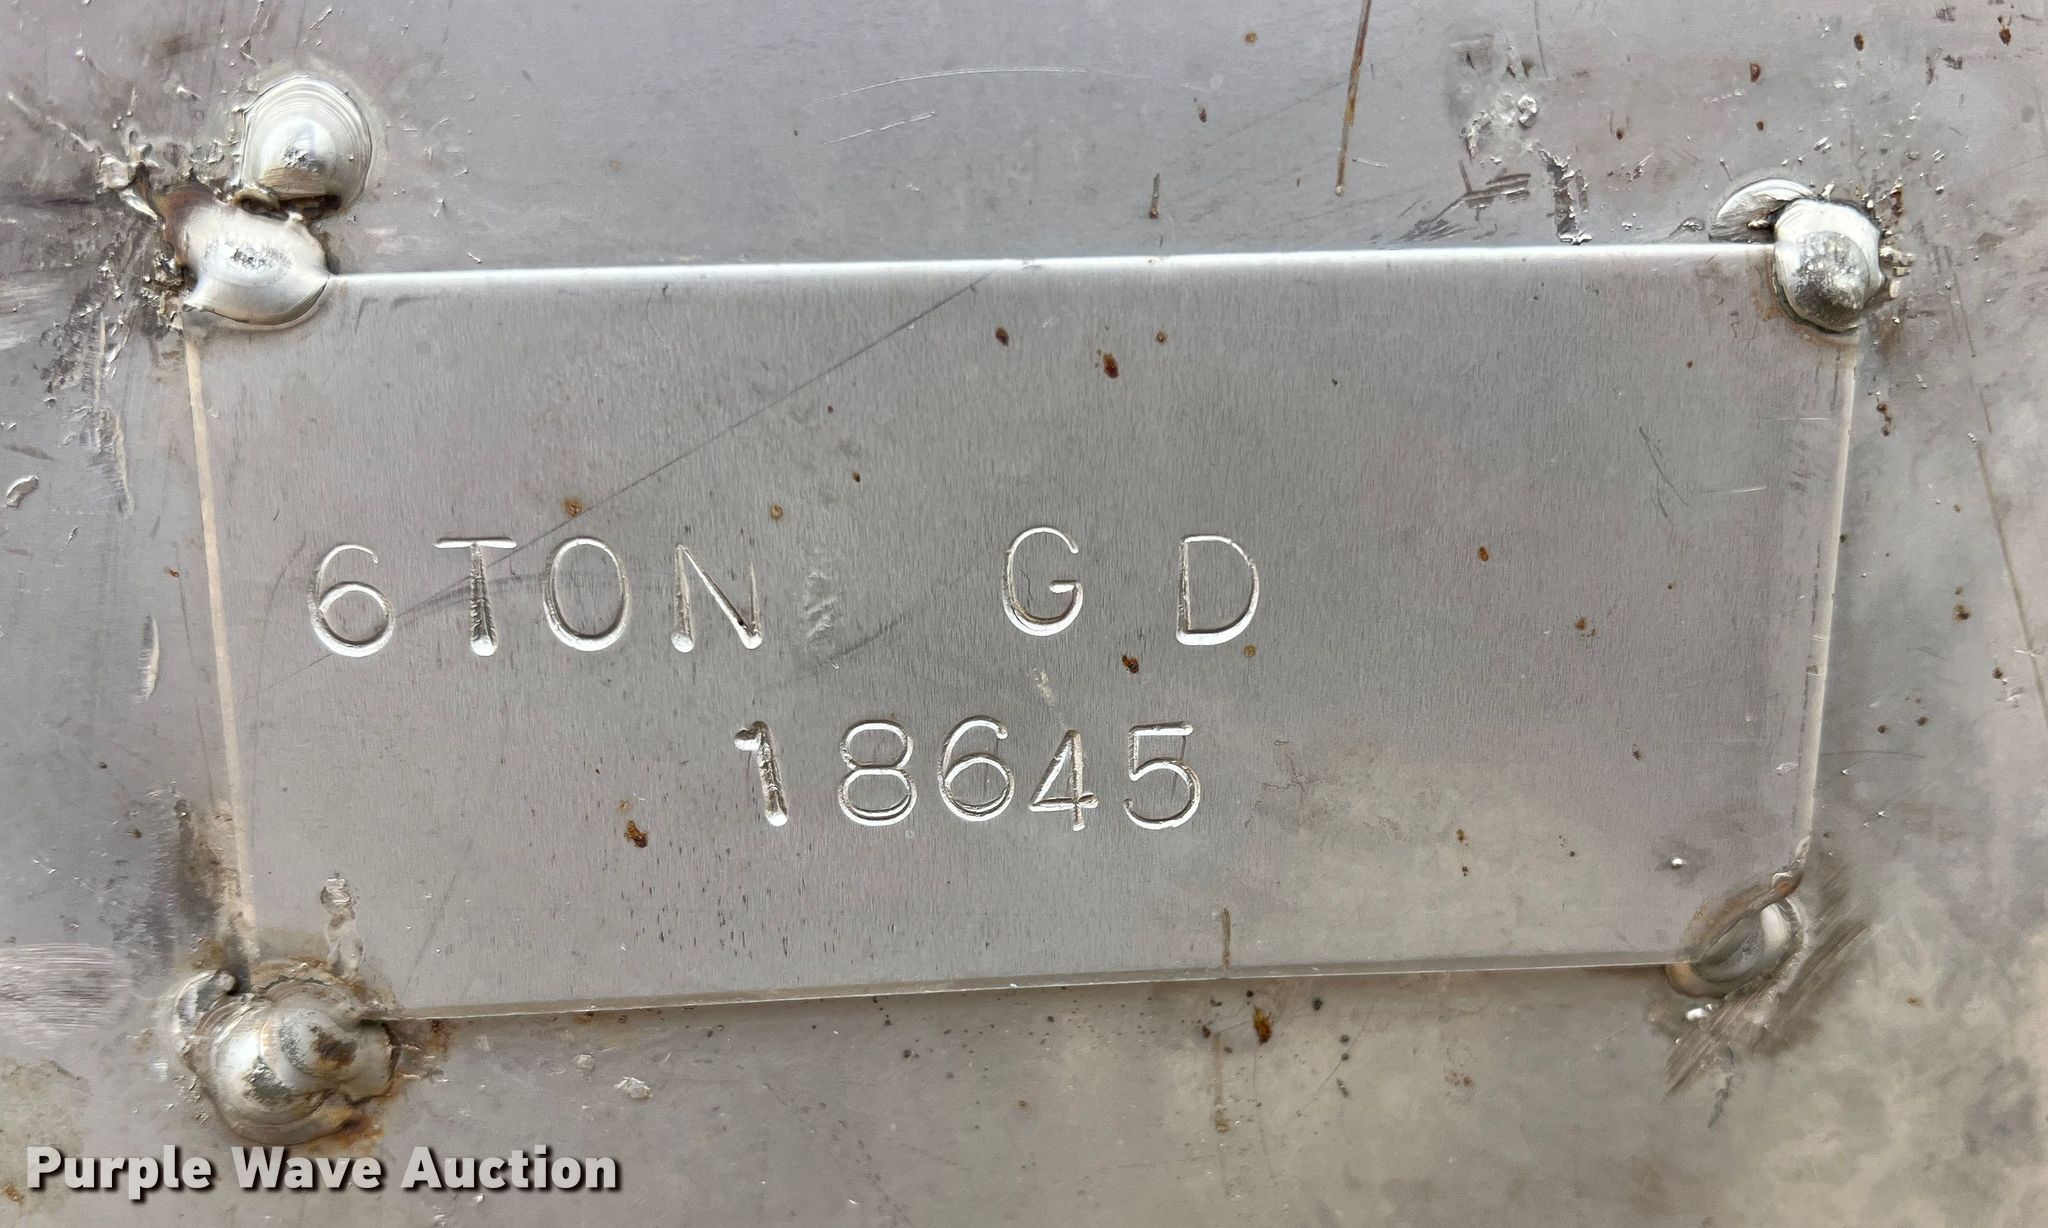 6TON G D
18645
Purple Wave Auction